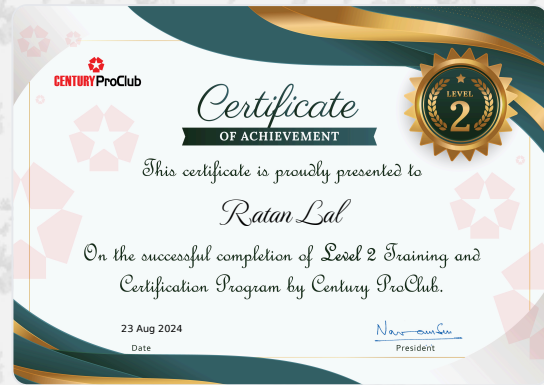 CENTURY ProClub
LEVEL
2
Certificate
OF ACHIEVEMENT
This certificate is proudly presented to
Ratan Lal
On the successful completion of Level 2 Training and
Certification Program by Century ProClub.
23 Aug 2024
Date
President